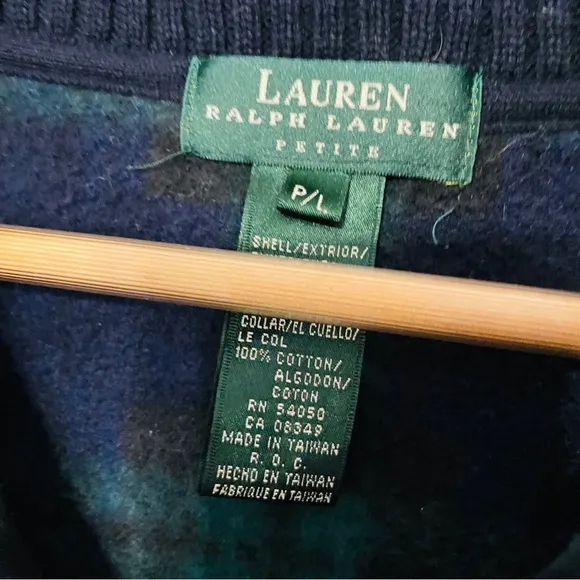 LAUREN
RALPH LAUREN
PETITE
P/L
SHELL/EXTRIOR/
COLLAR/EL CUELLO/
LE COL
100% COTTON/
ALGODON/
COTON
RN 54050
CA 08349
MADE IN TAIWAN
R. O. C.
HECHO EN TAIWAN
FABRIQUE EN TAIWAN